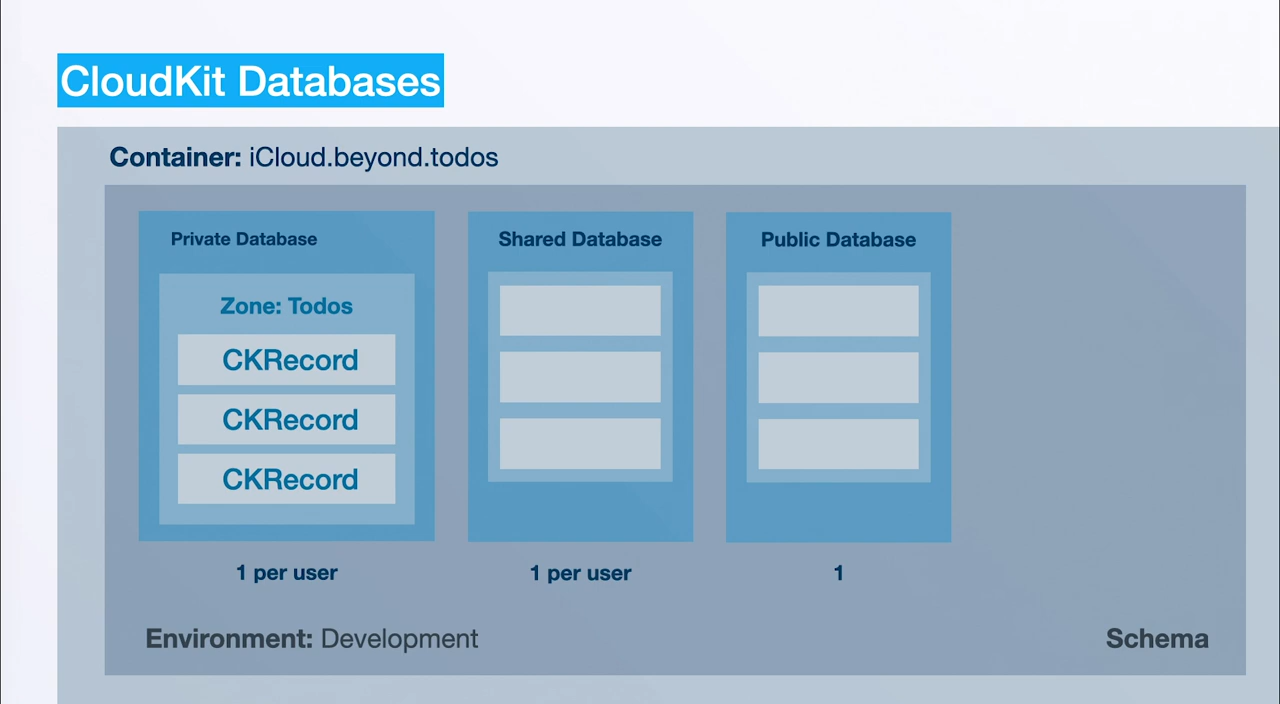 CloudKit Databases
Container: iCloud.beyond.todos
Private Database
Shared Database
Public Database
Zone: Todos
CKRecord
CKRecord
CKRecord
1 per user
1 per user
1
Environment: Development
Schema